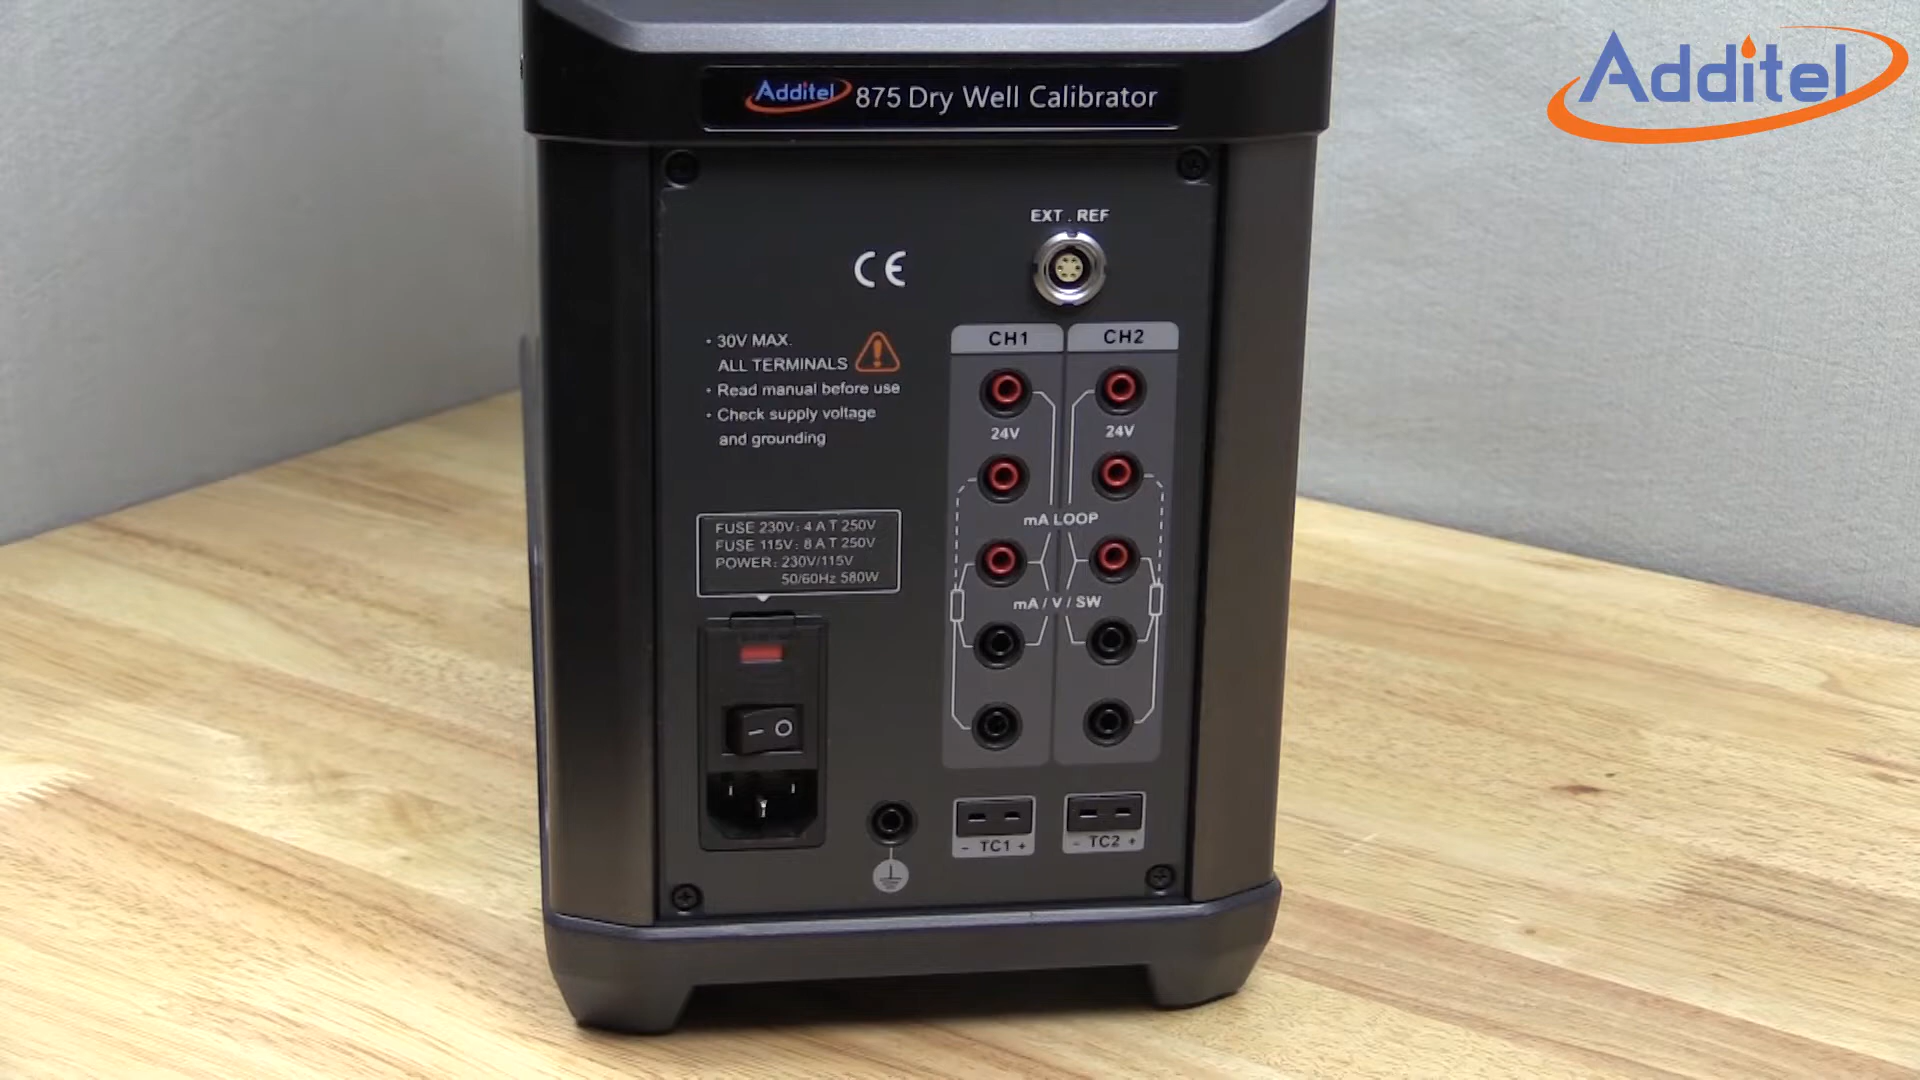 Additel
Additel 875 Dry Well Calibrator
EXT . REF
CE
• 30V MAX.
ALL TERMINALS
• Read manual before use
• Check supply voltage
and grounding
CH1
CH2
24V
24V
mA LOOP
mA / V / SW
FUSE 230V: 4 A T 250V
FUSE 115V: 8 A T 250V
POWER: 230V/115V
50/60Hz 580W
– O
– TC1 +
– TC2 +